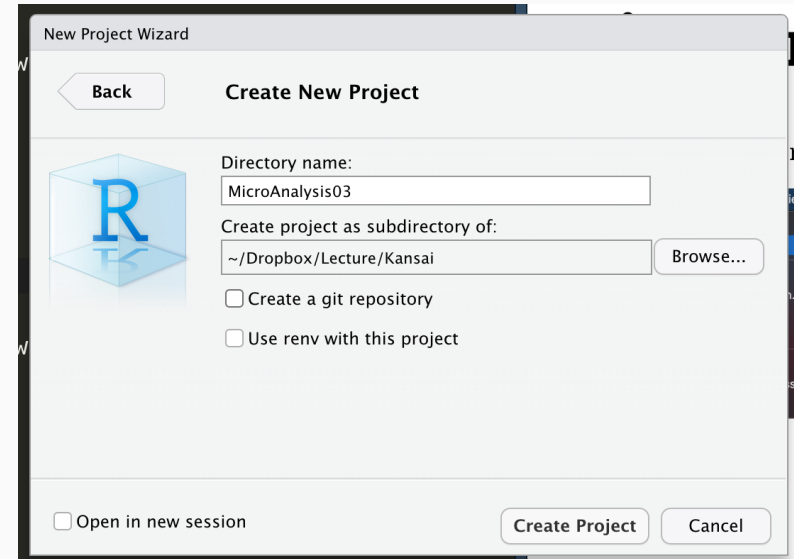 New Project Wizard
Back
Create New Project
R
Directory name:
MicroAnalysis03
Create project as subdirectory of:
~/Dropbox/Lecture/Kansai
Browse...
Create a git repository
Use renv with this project
Open in new session
Create Project
Cancel